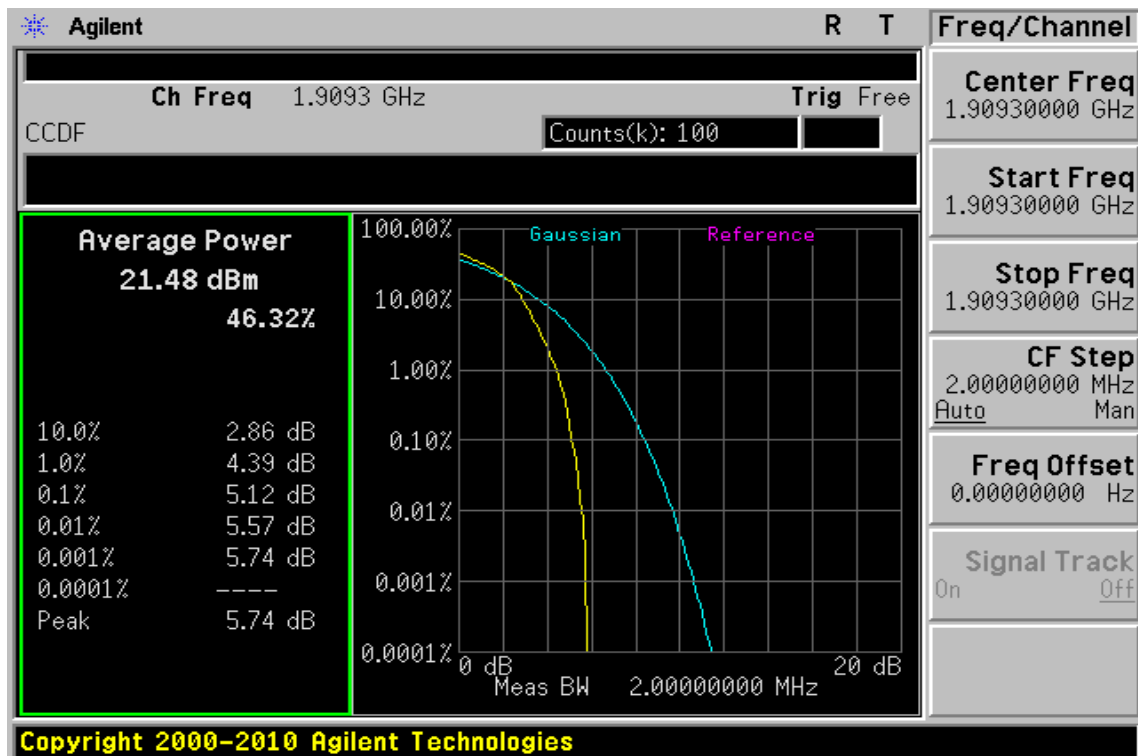 Agilent R T
Freq/Channel
Ch Freq 1.9093 GHz Trig Free
CCDF Counts(k): 100
Average Power
21.48 dBm
46.32%
10.0% 2.86 dB
1.0% 4.39 dB
0.1% 5.12 dB
0.01% 5.57 dB
0.001% 5.74 dB
0.0001% ----
Peak 5.74 dB
Gaussian Reference
100.00%
10.00%
1.00%
0.10%
0.01%
0.001%
0.0001%
0 dB 20 dB
Meas BW 2.00000000 MHz
Center Freq
1.90930000 GHz
Start Freq
1.90930000 GHz
Stop Freq
1.90930000 GHz
CF Step
2.00000000 MHz
Auto Man
Freq Offset
0.00000000 Hz
Signal Track
On Off
Copyright 2000-2010 Agilent Technologies